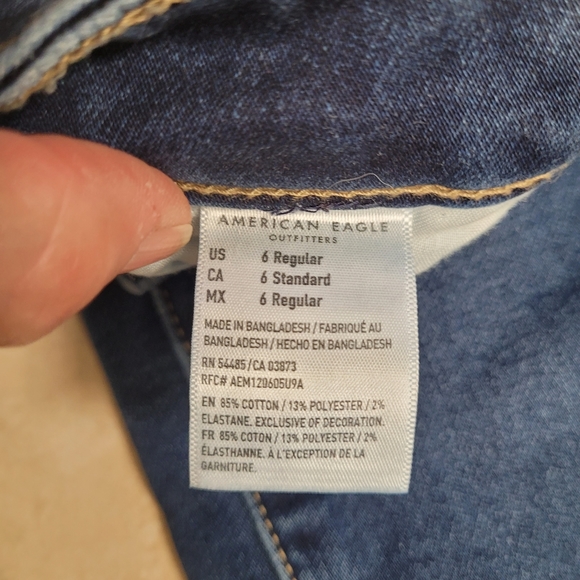 AMERICAN EAGLE
OUTFITTERS
US 6 Regular
CA 6 Standard
MX 6 Regular
MADE IN BANGLADESH / FABRIQUÉ AU
BANGLADESH / HECHO EN BANGLADESH
RN 54485 / CA 03873
RFC# AEM120605U9A
EN 85% COTTON / 13% POLYESTER / 2%
ELASTANE. EXCLUSIVE OF DECORATION.
FR 85% COTON / 13% POLYESTER / 2%
ÉLASTHANNE. À L'EXCEPTION DE LA
GARNITURE.